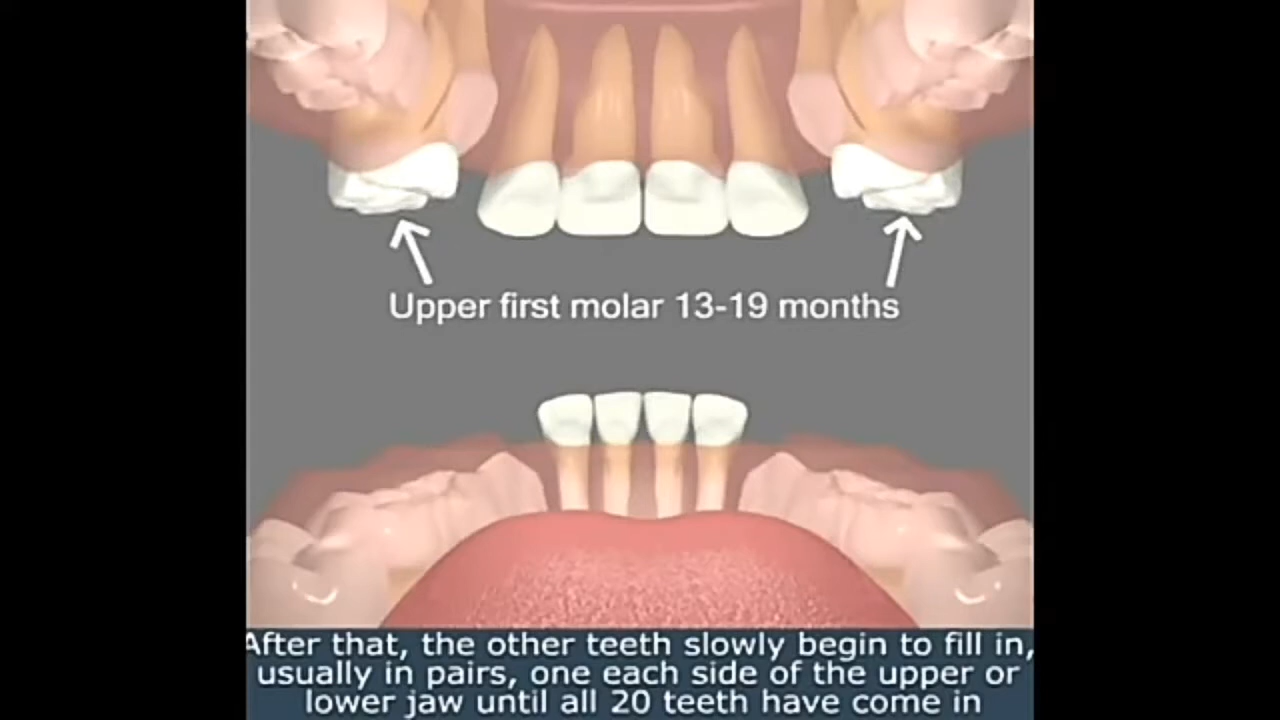 Upper first molar 13-19 months
After that, the other teeth slowly begin to fill in,
usually in pairs, one each side of the upper or
lower jaw until all 20 teeth have come in